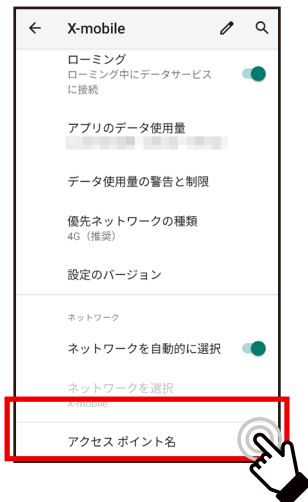 X-mobile
ローミング
ローミング中にデータサービス
に接続
アプリのデータ使用量
データ使用量の警告と制限
優先ネットワークの種類
4G（推奨）
設定のバージョン
ネットワーク
ネットワークを自動的に選択
ネットワークを選択
X-mobile
アクセス ポイント名